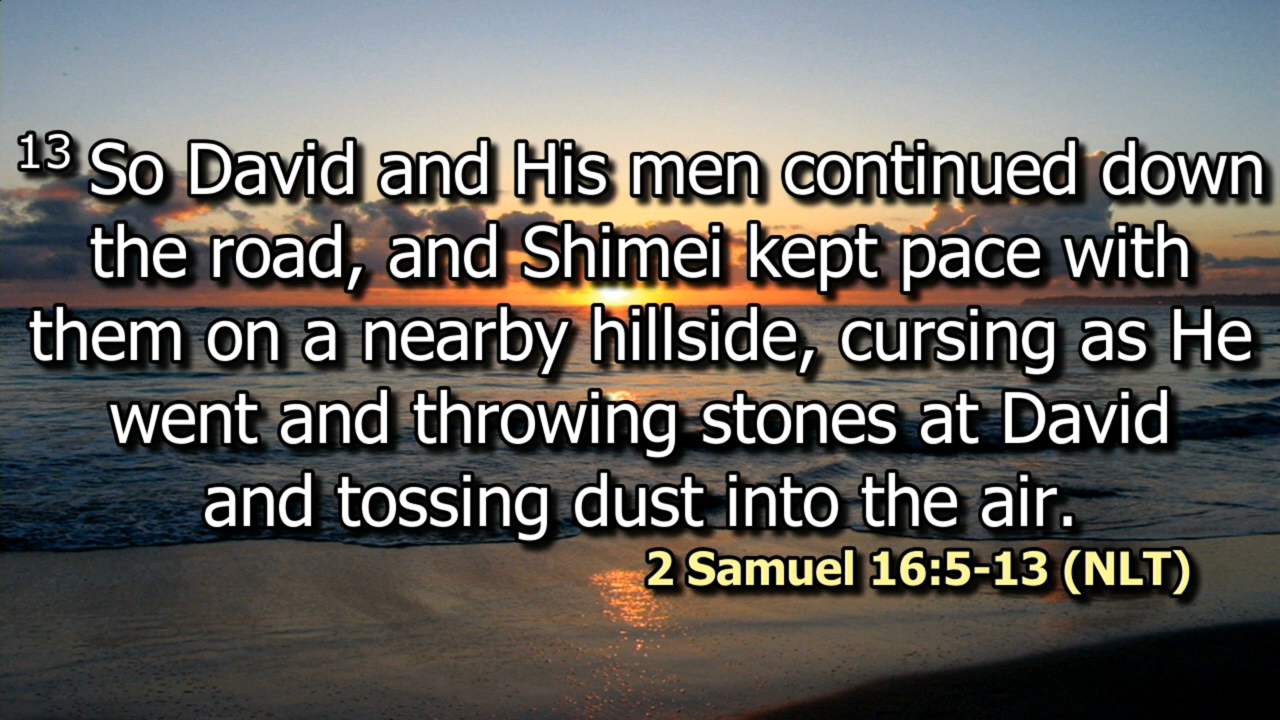 13 So David and His men continued down
the road, and Shimei kept pace with
them on a nearby hillside, cursing as He
went and throwing stones at David
and tossing dust into the air.
2 Samuel 16:5-13 (NLT)